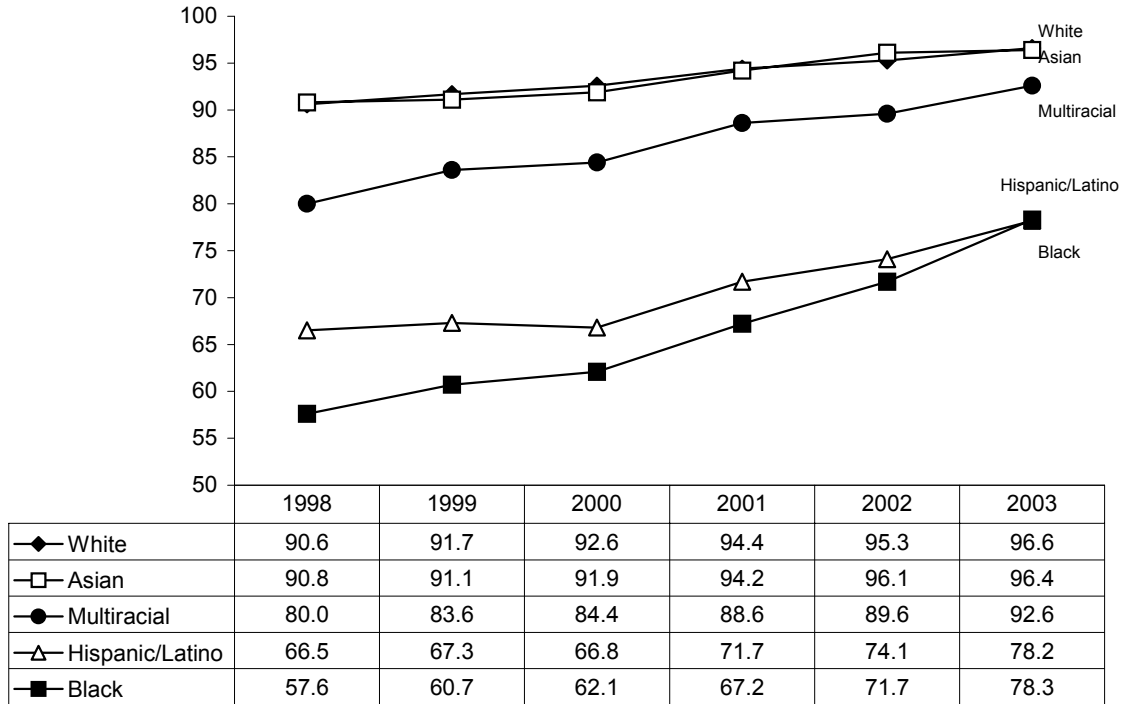 100
95
90
85
80
75
70
65
60
55
50
White
Asian
Multiracial
Hispanic/Latino
Black
1998 1999 2000 2001 2002 2003
White 90.6 91.7 92.6 94.4 95.3 96.6
Asian 90.8 91.1 91.9 94.2 96.1 96.4
Multiracial 80.0 83.6 84.4 88.6 89.6 92.6
Hispanic/Latino 66.5 67.3 66.8 71.7 74.1 78.2
Black 57.6 60.7 62.1 67.2 71.7 78.3